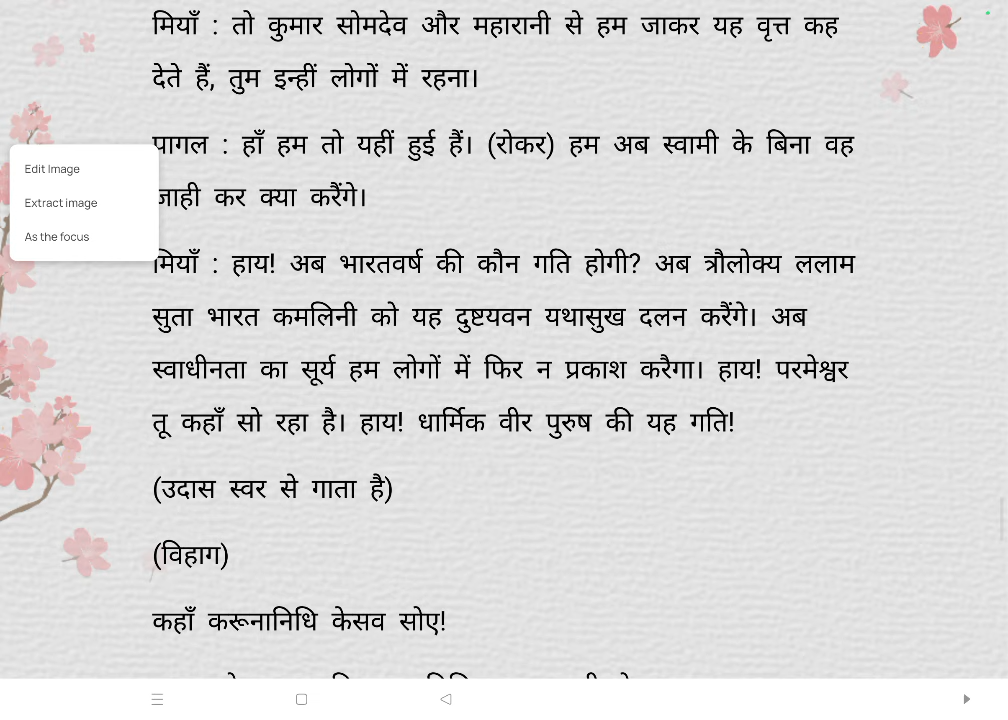 मियाँ : तो कुमार सोमदेव और महारानी से हम जाकर यह वृत्त कह
देते हैं, तुम इन्हीं लोगों में रहना।
पागल : हाँ हम तो यहीं हुई हैं। (रोकर) हम अब स्वामी के बिना वह
जाही कर क्या करैंगे।
Edit Image
Extract image
As the focus
मियाँ : हाय! अब भारतवर्ष की कौन गति होगी? अब त्रौलोक्य ललाम
सुता भारत कमलिनी को यह दुष्टयवन यथासुख दलन करैंगे। अब
स्वाधीनता का सूर्य हम लोगों में फिर न प्रकाश करैगा। हाय! परमेश्वर
तू कहाँ सो रहा है। हाय! धार्मिक वीर पुरुष की यह गति!
(उदास स्वर से गाता है)
(विहाग)
कहाँ करूनानिधि केसव सोए!